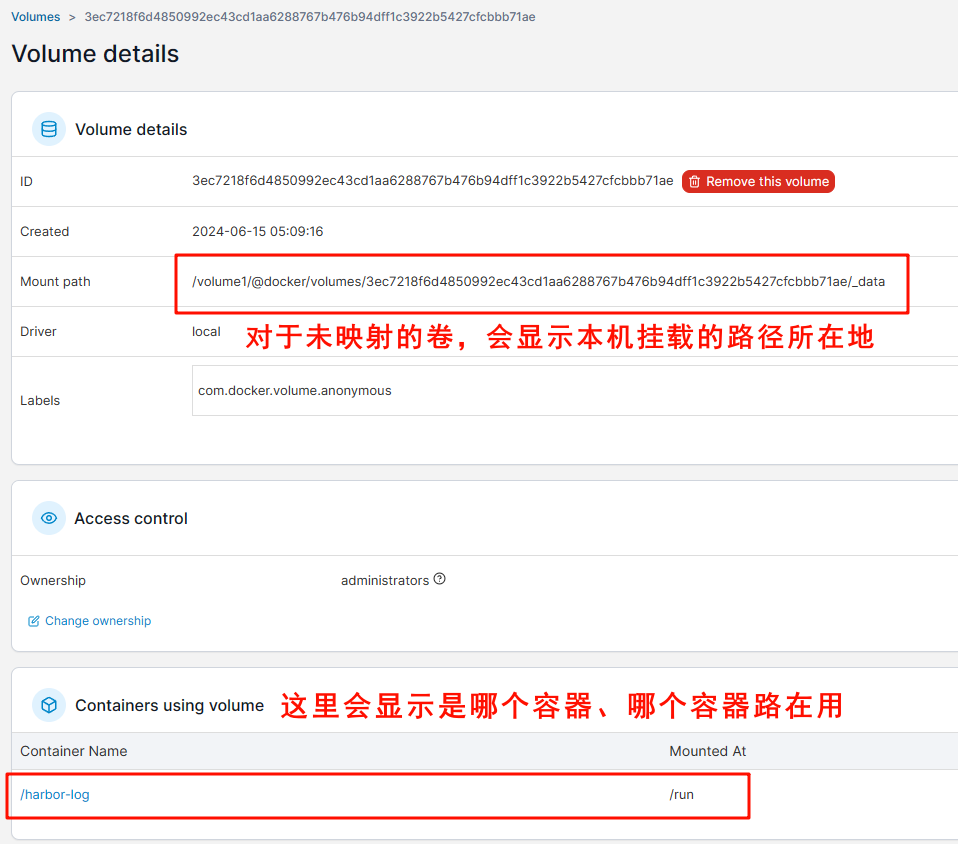 Volumes > 3ec7218f6d4850992ec43cd1aa6288767b476b94dff1c3922b5427cfcbbb71ae
Volume details
Volume details
ID 3ec7218f6d4850992ec43cd1aa6288767b476b94dff1c3922b5427cfcbbb71ae Remove this volume
Created 2024-06-15 05:09:16
Mount path /volume1/@docker/volumes/3ec7218f6d4850992ec43cd1aa6288767b476b94dff1c3922b5427cfcbbb71ae/_data
Driver local 对于未映射的卷，会显示本机挂载的路径所在地
Labels com.docker.volume.anonymous
Access control
Ownership administrators
Change ownership
Containers using volume 这里会显示是哪个容器、哪个容器路在用
Container Name Mounted At
/harbor-log /run